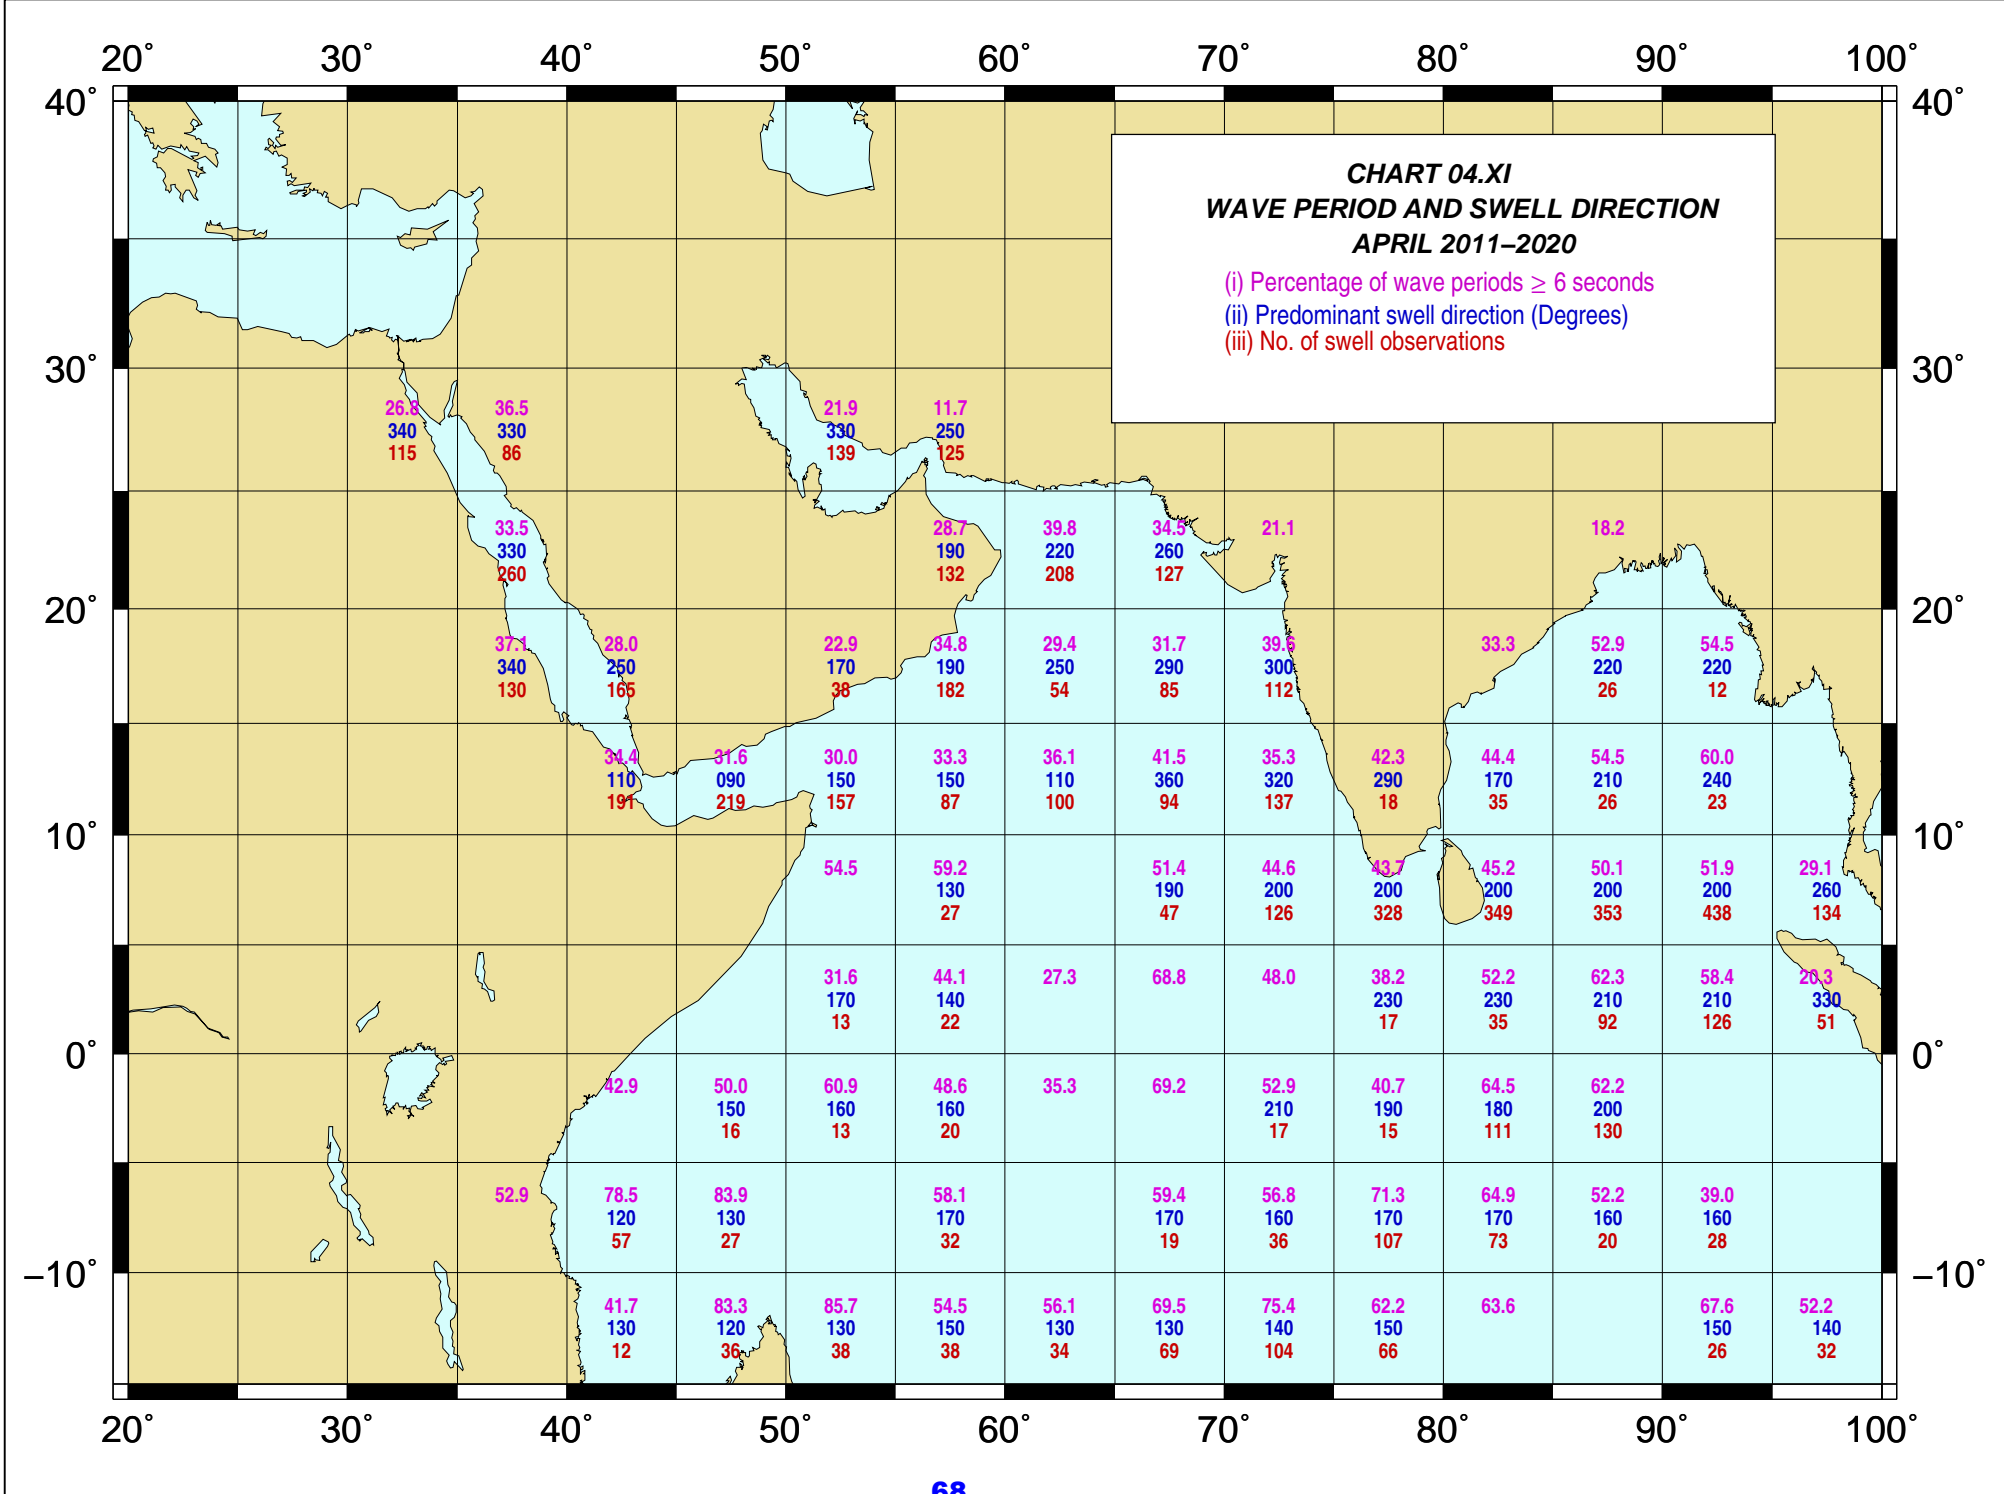 20˚ 30˚ 40˚ 50˚ 60˚ 70˚ 80˚ 90˚ 100˚
40˚ 40˚
CHART 04.XI
WAVE PERIOD AND SWELL DIRECTION
APRIL 2011–2020
(i) Percentage of wave periods ≥ 6 seconds
(ii) Predominant swell direction (Degrees)
(iii) No. of swell observations
30˚ 30˚
26.8 36.5 21.9 11.7
340 330 330 250
115 86 139 125
33.5 28.7 39.8 34.5 21.1 18.2
330 190 220 260
260 132 208 127
20˚ 20˚
37.1 28.0 22.9 34.8 29.4 31.7 39.6 33.3 52.9 54.5
340 250 170 190 250 290 300 220 220
130 165 38 182 54 85 112 26 12
34.4 31.6 30.0 33.3 36.1 41.5 35.3 42.3 44.4 54.5 60.0
110 090 150 150 110 360 320 290 170 210 240
191 219 157 87 100 94 137 18 35 26 23
10˚ 10˚
54.5 59.2 51.4 44.6 43.7 45.2 50.1 51.9 29.1
130 190 200 200 200 200 200 260
27 47 126 328 349 353 438 134
31.6 44.1 27.3 68.8 48.0 38.2 52.2 62.3 58.4 20.3
170 140 230 230 210 210 330
13 22 17 35 92 126 51
0˚ 0˚
42.9 50.0 60.9 48.6 35.3 69.2 52.9 40.7 64.5 62.2
150 160 160 210 190 180 200
16 13 20 17 15 111 130
52.9 78.5 83.9 58.1 59.4 56.8 71.3 64.9 52.2 39.0
120 130 170 170 160 170 170 160 160
57 27 32 19 36 107 73 20 28
–10˚ –10˚
41.7 83.3 85.7 54.5 56.1 69.5 75.4 62.2 63.6 67.6 52.2
130 120 130 150 130 130 140 150 150 140
12 36 38 38 34 69 104 66 26 32
20˚ 30˚ 40˚ 50˚ 60˚ 70˚ 80˚ 90˚ 100˚
68